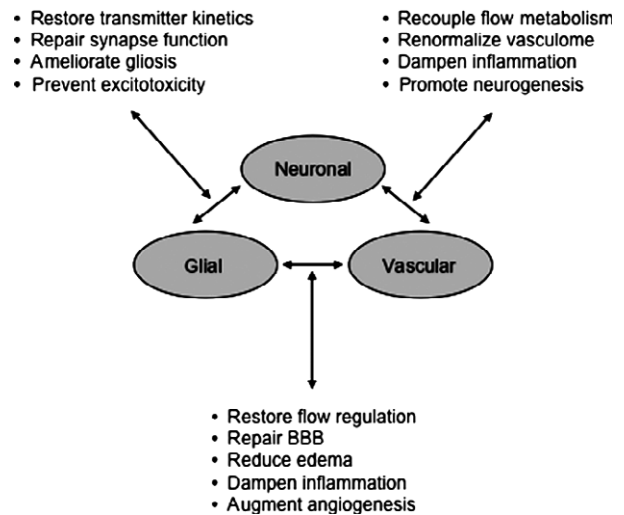 • Restore transmitter kinetics
• Repair synapse function
• Ameliorate gliosis
• Prevent excitotoxicity
• Recouple flow metabolism
• Renormalize vasculome
• Dampen inflammation
• Promote neurogenesis
Neuronal
Glial
Vascular
• Restore flow regulation
• Repair BBB
• Reduce edema
• Dampen inflammation
• Augment angiogenesis